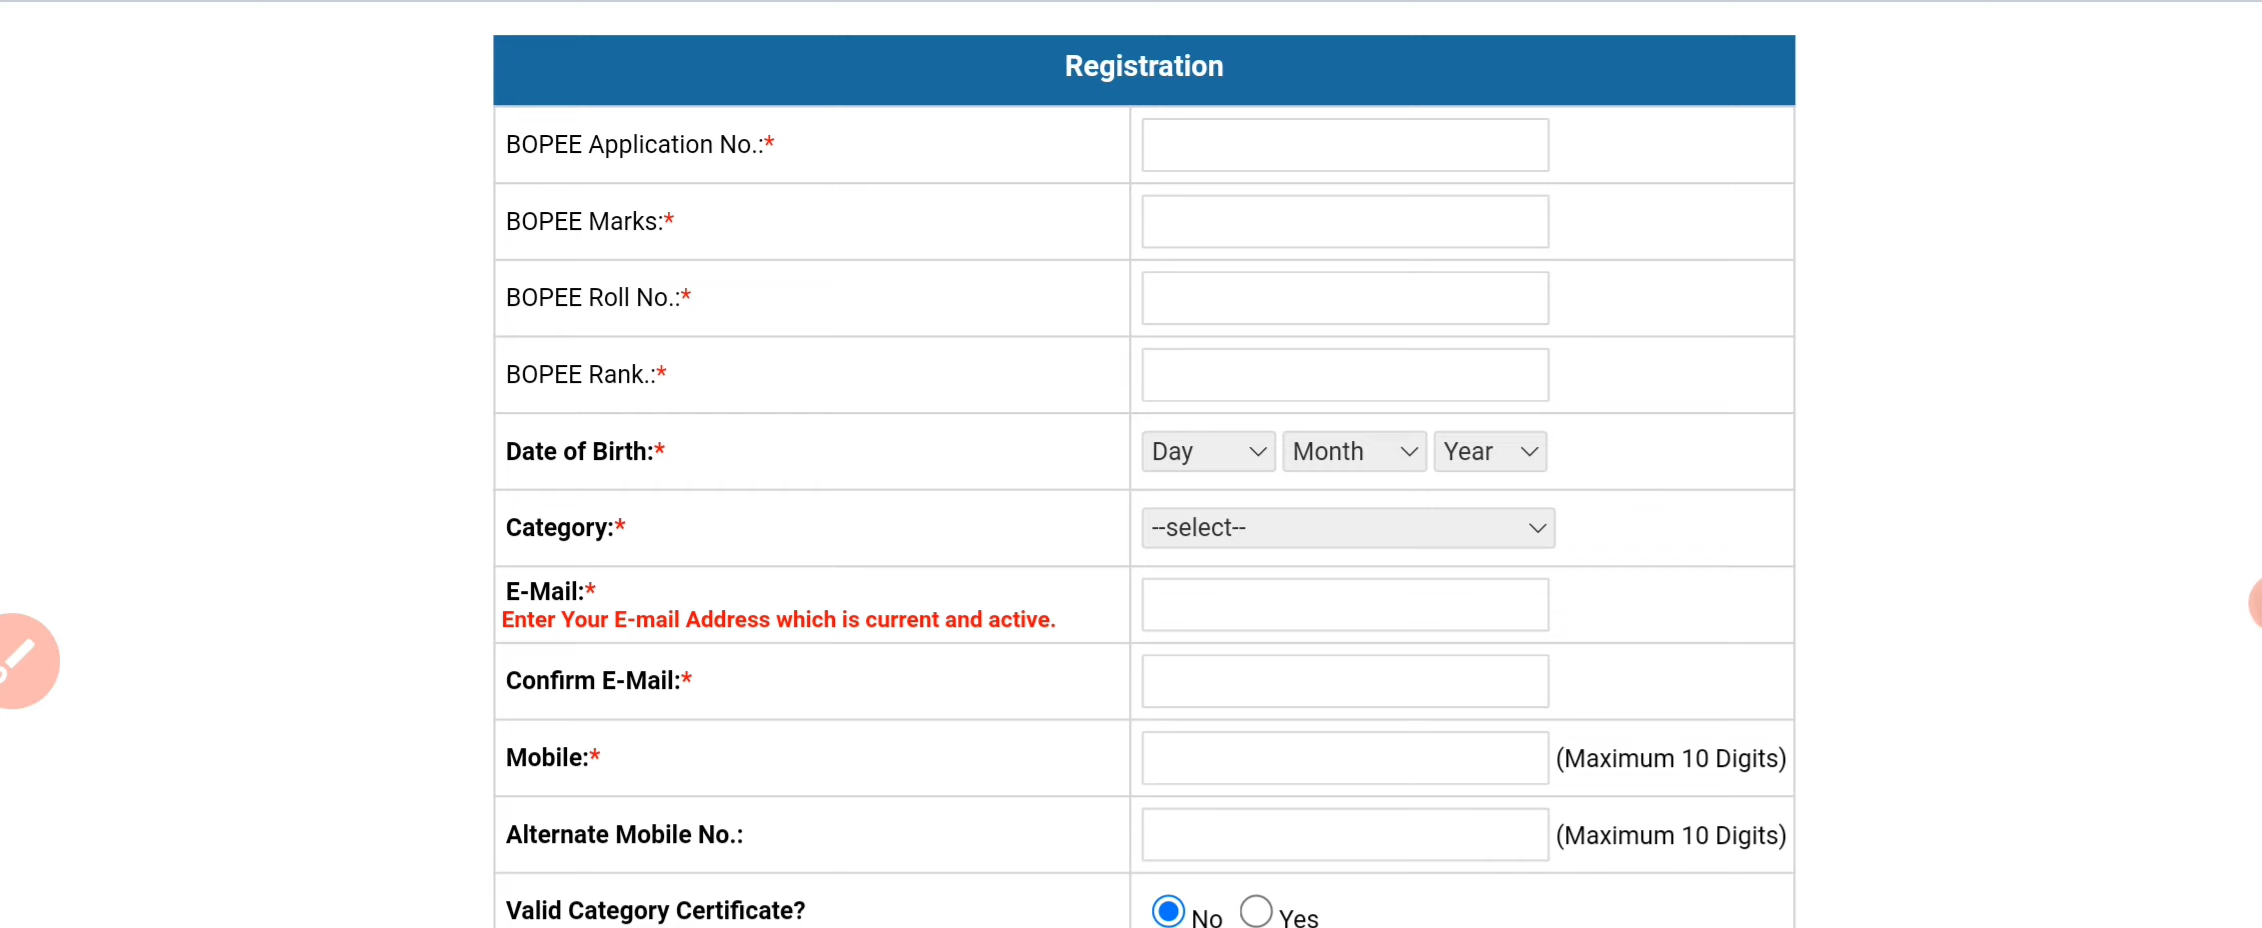 Registration
BOPEE Application No.:*
BOPEE Marks:*
BOPEE Roll No.:*
BOPEE Rank.:*
Date of Birth:* Day Month Year
Category:* --select--
E-Mail:*
Enter Your E-mail Address which is current and active.
Confirm E-Mail:*
Mobile:* (Maximum 10 Digits)
Alternate Mobile No.: (Maximum 10 Digits)
Valid Category Certificate? No Yes